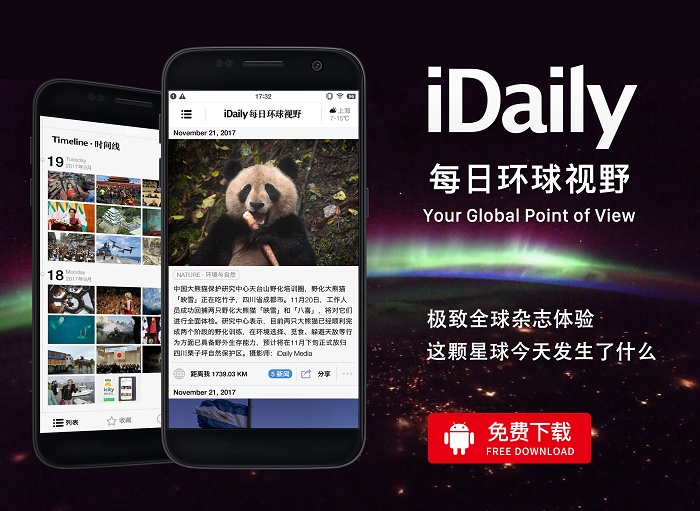 iDaily
每日环球视野
Your Global Point of View
极致全球杂志体验
这颗星球今天发生了什么
免费下载
FREE DOWNLOAD
Timeline · 时间线
19 Tuesday
2017年9月
18 Monday
2017年9月
列表
收藏
17:32
iDaily 每日环球视野
上海
7-15℃
November 21, 2017
NATURE · 环境与自然
中国大熊猫保护研究中心天台山野化培训圈，野化大熊猫
「映雪」正在吃竹子，四川省成都市。11月20日，工作人
员成功回捕两只野化大熊猫「映雪」和「八喜」，将对它们
进行全面体检。研究中心表示，目前两只大熊猫已经顺利完
成两个阶段的野化训练，在环境选择、觅食、躲避天敌等行
为方面已具备野外生存能力，预计将在11月下旬正式放归
四川栗子坪自然保护区。摄影师：iDaily Media
距离我 1739.03 KM
5 新闻
分享
November 21, 2017